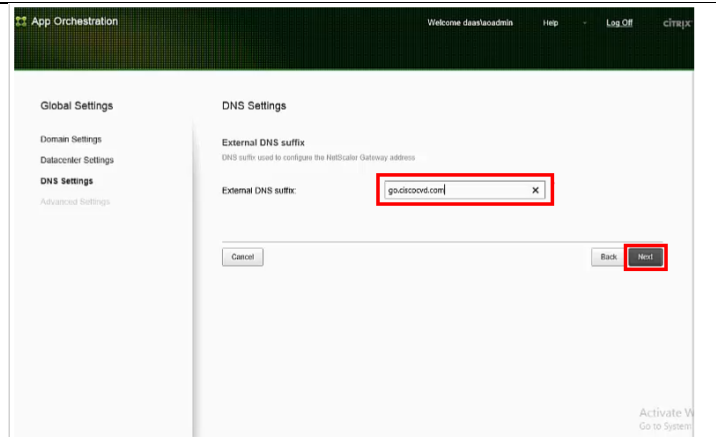 App Orchestration
Welcome daas\aoadmin Help Log Off CİTRIX
Global Settings
Domain Settings
Datacenter Settings
DNS Settings
Advanced Settings
DNS Settings
External DNS suffix
DNS suffix used to configure the NetScaler Gateway address
External DNS suffix:
go.ciscocvd.com
Cancel
Back
Next
Activate W
Go to System